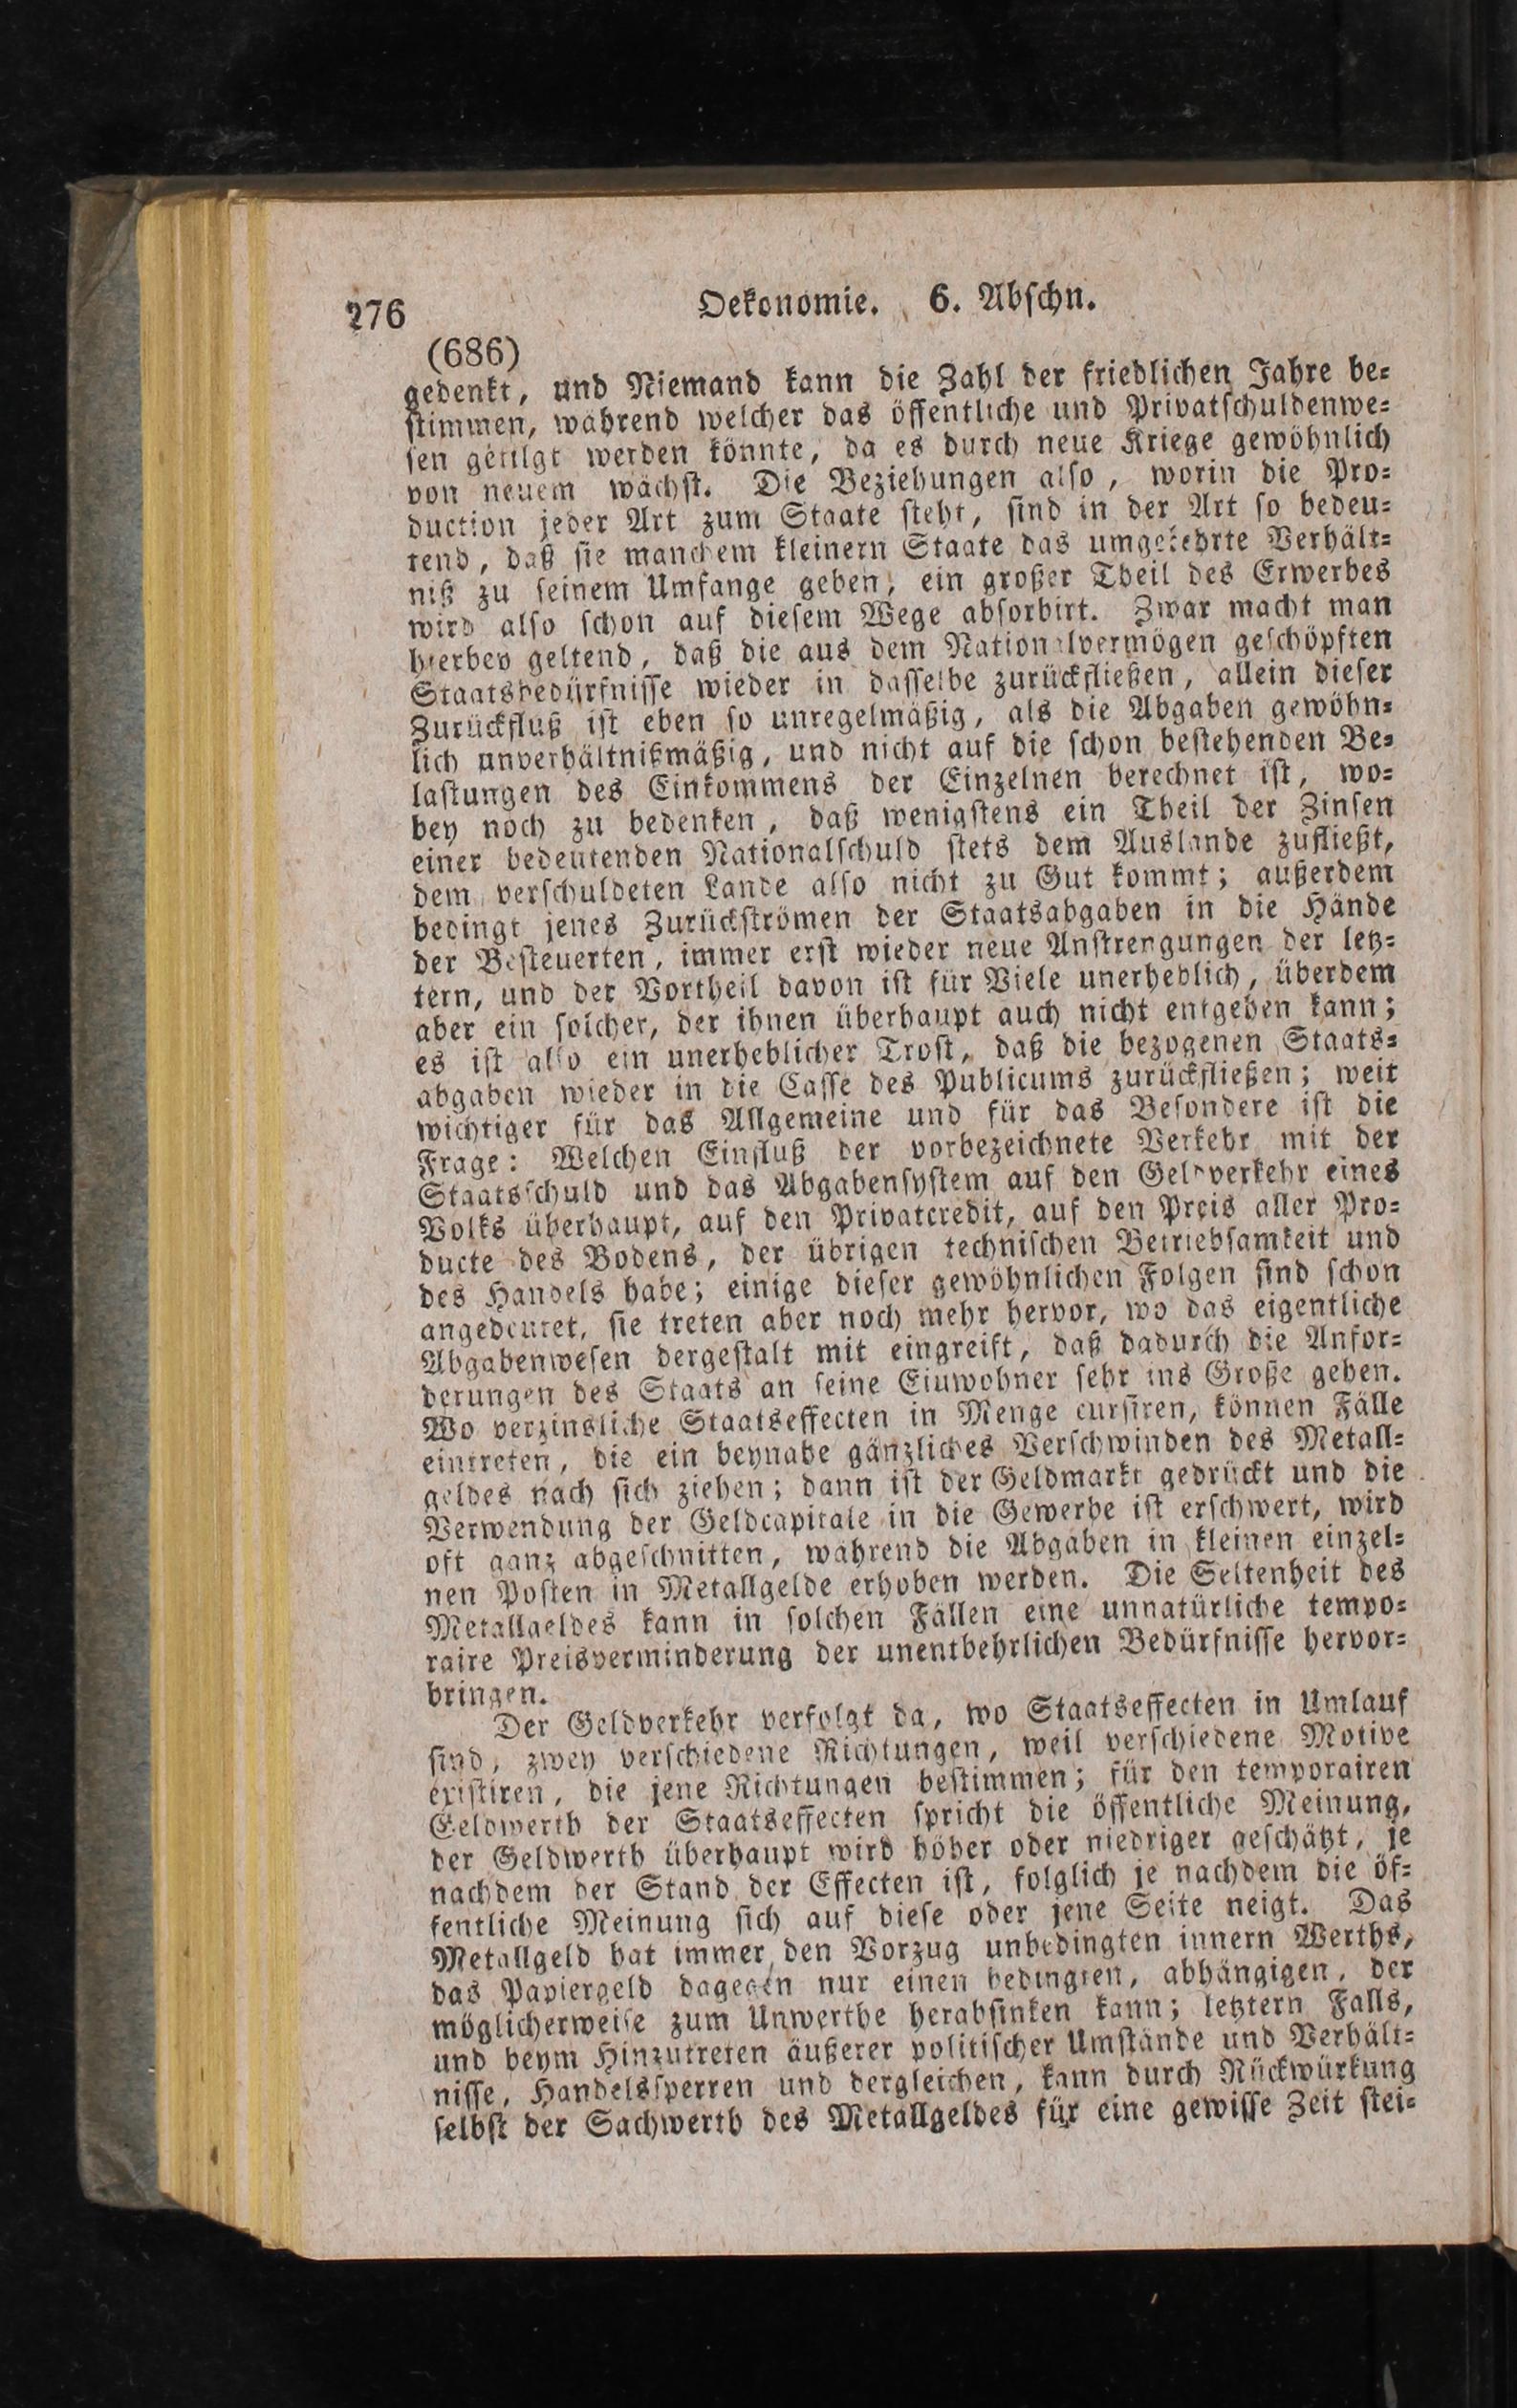 276
Oekonomie. 6. Abschn.
(686)
gedenkt, und Niemand kann die Zahl der friedlichen Jahre be-
stimmen, während welcher das öffentliche und Privatschuldenwe-
sen getilgt werden könnte, da es durch neue Kriege gewöhnlich
von neuem wächst. Die Beziehungen also, worin die Pro-
duction jeder Art zum Staate steht, sind in der Art so bedeu-
tend, daß sie manchem kleinern Staate das umgekehrte Verhält-
niß zu seinem Umfange geben; ein großer Theil des Erwerbes
wird also schon auf diesem Wege absorbirt. Zwar macht man
hierbey geltend, daß die aus dem Nationalvermögen geschöpften
Staatsbedürfnisse wieder in dasselbe zurückfließen, allein dieser
Zurückfluß ist eben so unregelmäßig, als die Abgaben gewöhn-
lich unverhältnißmäßig, und nicht auf die schon bestehenden Be-
lastungen des Einkommens der Einzelnen berechnet ist, wo-
bey noch zu bedenken, daß wenigstens ein Theil der Zinsen
einer bedeutenden Nationalschuld stets dem Auslande zufließt,
dem verschuldeten Lande also nicht zu Gut kommt; außerdem
bedingt jenes Zurückströmen der Staatsabgaben in die Hände
der Besteuerten, immer erst wieder neue Anstrengungen der letz-
tern, und der Vortheil davon ist für Viele unerheblich, überdem
aber ein solcher, der ihnen überhaupt auch nicht entgehen kann;
es ist also ein unerheblicher Trost, daß die bezogenen Staats-
abgaben wieder in die Casse des Publicums zurückfließen; weit
wichtiger für das Allgemeine und für das Besondere ist die
Frage: Welchen Einfluß der vorbezeichnete Verkehr mit der
Staatsschuld und das Abgabensystem auf den Geldverkehr eines
Volks überhaupt, auf den Privatcredit, auf den Preis aller Pro-
ducte des Bodens, der übrigen technischen Betriebsamkeit und
des Handels habe; einige dieser gewöhnlichen Folgen sind schon
angedeutet, sie treten aber noch mehr hervor, wo das eigentliche
Abgabenwesen dergestalt mit eingreift, daß dadurch die Anfor-
derungen des Staats an seine Einwohner sehr ins Große gehen.
Wo verzinsliche Staatseffecten in Menge cursiren, können Fälle
eintreten, die ein beynahe gänzliches Verschwinden des Metall-
geldes nach sich ziehen; dann ist der Geldmarkt gedrückt und die
Verwendung der Geldcapitale in die Gewerbe ist erschwert, wird
oft ganz abgeschnitten, während die Abgaben in kleinen einzel-
nen Posten in Metallgelde erhoben werden. Die Seltenheit des
Metallgeldes kann in solchen Fällen eine unnatürliche tempo-
raire Preisverminderung der unentbehrlichen Bedürfnisse hervor-
bringen.
Der Geldverkehr verfolgt da, wo Staatseffecten in Umlauf
sind, zwey verschiedene Richtungen, weil verschiedene Motive
existiren, die jene Richtungen bestimmen; für den temporairen
Geldwerth der Staatseffecten spricht die öffentliche Meinung,
der Geldwerth überhaupt wird höher oder niedriger geschätzt, je
nachdem der Stand der Effecten ist, folglich je nachdem die öf-
fentliche Meinung sich auf diese oder jene Seite neigt. Das
Metallgeld hat immer den Vorzug unbedingten innern Werths,
das Papiergeld dagegen nur einen bedingten, abhängigen, der
möglicherweise zum Unwerthe herabsinken kann; letztern Falls,
und beym Hinzutreten äußerer politischer Umstände und Verhält-
nisse, Handelssperren und dergleichen, kann durch Rückwürkung
selbst der Sachwerth des Metallgeldes für eine gewisse Zeit stei-